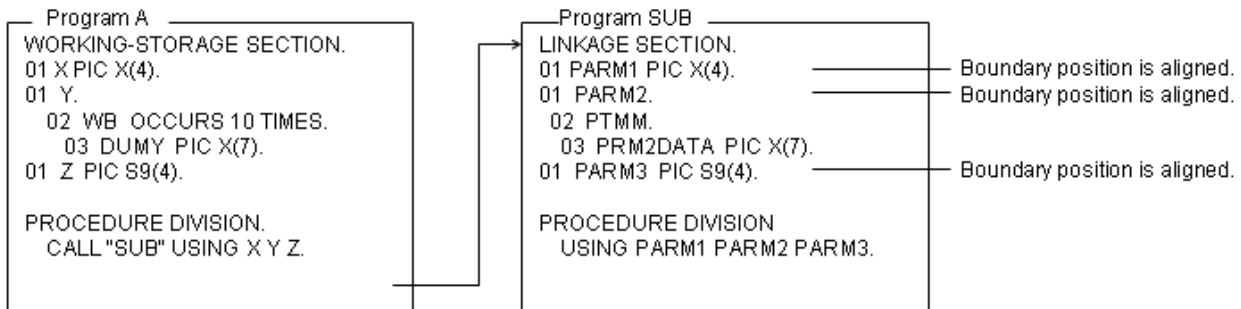 Program A
WORKING-STORAGE SECTION.
01 X PIC X(4).
01 Y.
02 WB OCCURS 10 TIMES.
03 DUMY PIC X(7).
01 Z PIC S9(4).
PROCEDURE DIVISION.
CALL "SUB" USING X Y Z.
Program SUB
LINKAGE SECTION.
01 PARM1 PIC X(4).
01 PARM2.
02 PTMM.
03 PRM2DATA PIC X(7).
01 PARM3 PIC S9(4).
PROCEDURE DIVISION
USING PARM1 PARM2 PARM3.
Boundary position is aligned.
Boundary position is aligned.
Boundary position is aligned.